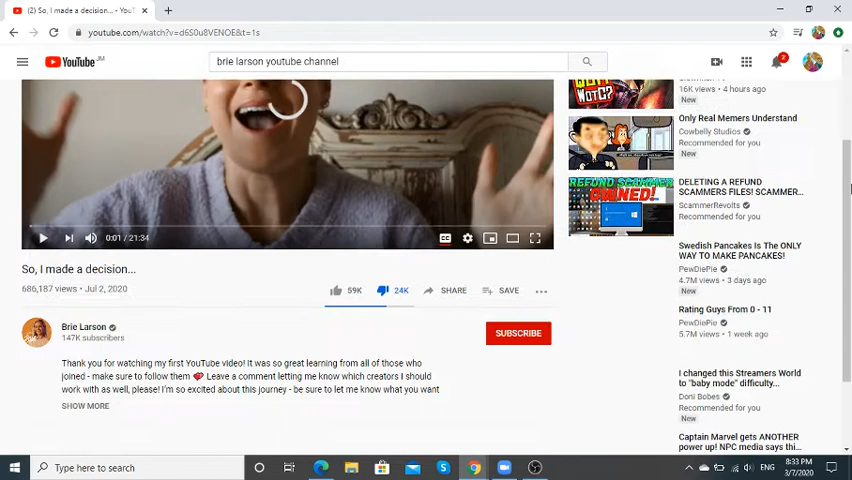 (2) So, I made a decision... - YouT
youtube.com/watch?v=d6S0u8VENOE&t=1s
YouTube JM
brie larson youtube channel
7
0:01 / 21:34
CC
So, I made a decision...
686,187 views • Jul 2, 2020
59K
24K
SHARE
SAVE
Brie Larson
147K subscribers
SUBSCRIBE
Thank you for watching my first YouTube video! It was so great learning from all of those who
joined - make sure to follow them 💕 Leave a comment letting me know which creators I should
work with as well, please! I'm so excited about this journey - be sure to let me know what you want
SHOW MORE
WOTC?
16K views • 4 hours ago
New
Only Real Memers Understand
Cowbelly Studios
Recommended for you
New
REFUND SCAMMER
OWNED!
DELETING A REFUND
SCAMMERS FILES! SCAMMER...
ScammerRevolts
Recommended for you
Swedish Pancakes Is The ONLY
WAY TO MAKE PANCAKES!
PewDiePie
4.7M views • 3 days ago
New
Rating Guys From 0 - 11
PewDiePie
5.7M views • 1 week ago
I changed this Streamers World
to "baby mode" difficulty...
Doni Bobes
Recommended for you
New
Captain Marvel gets ANOTHER
power up! NPC media says thi...
Type here to search
ENG
8:33 PM
3/7/2020